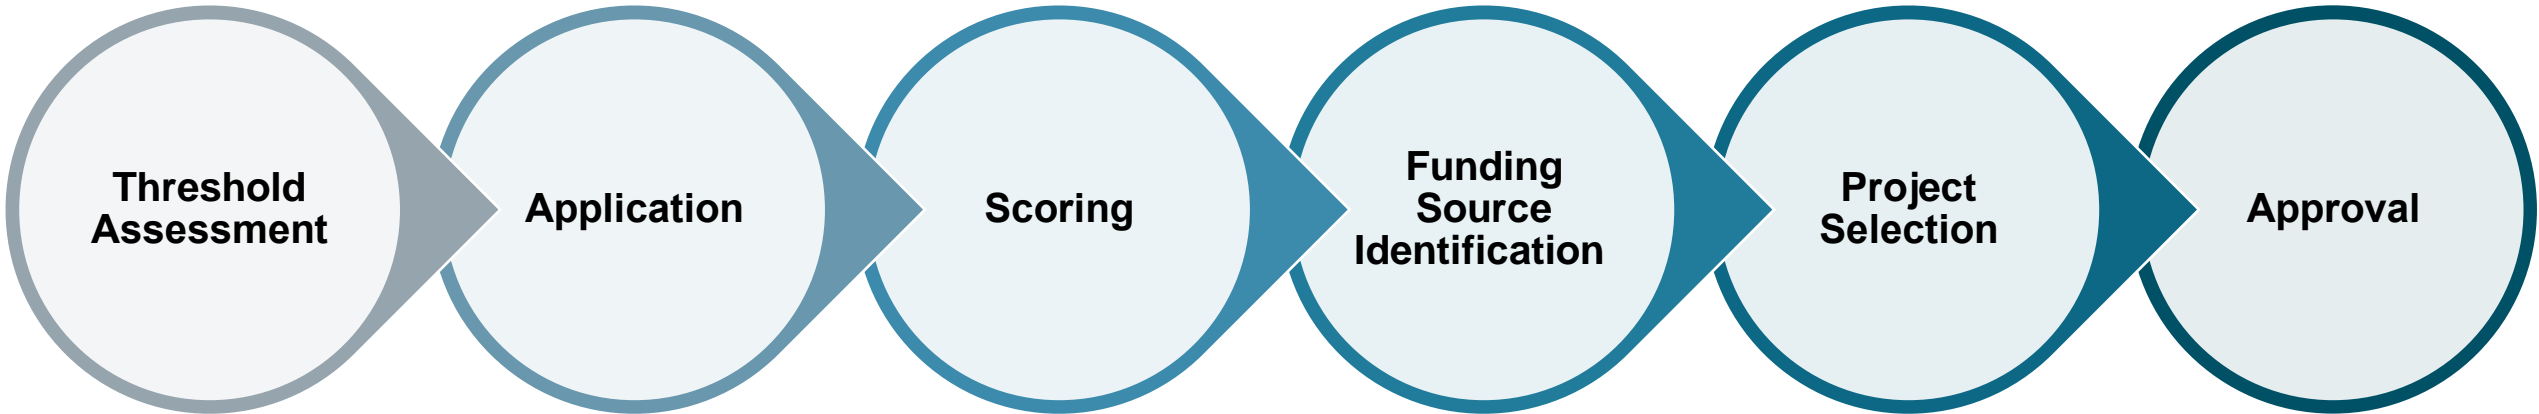 Threshold
Assessment
Application
Scoring
Funding
Source
Identification
Project
Selection
Approval